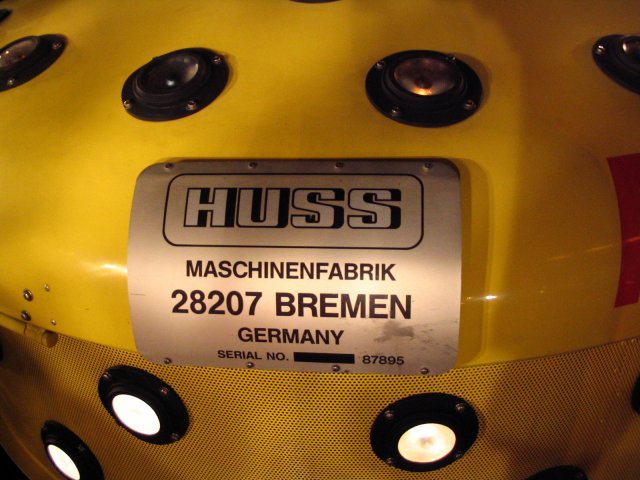 HUSS
MASCHINENFABRIK
28207 BREMEN
GERMANY
SERIAL NO. 87895